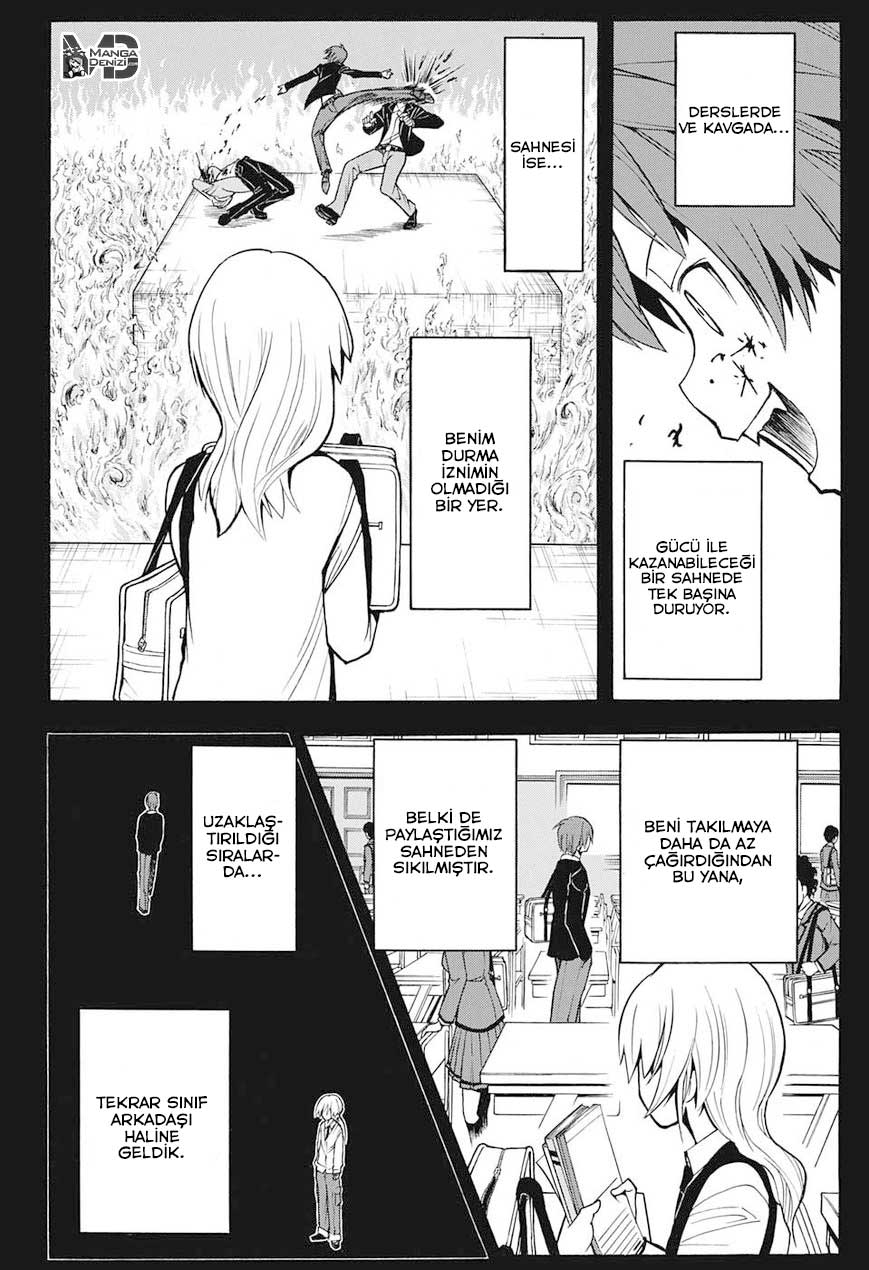 MANGA
DENİZİ
DERSLERDE
VE KAVGADA...
GÜCÜ İLE
KAZANABİLECEĞİ
BİR SAHNEDE
TEK BAŞINA
DURUYOR.
SAHNESİ
İSE...
BENİM
DURMA
İZNİMİN
OLMADIĞI
BİR YER.
BENİ TAKILMAYA
DAHA DA AZ
ÇAĞIRDIĞINDAN
BU YANA,
BELKİ DE
PAYLAŞTIĞIMIZ
SAHNEDEN
SIKILMIŞTIR.
UZAKLAŞ-
TIRILDIĞI
SIRALAR-
DA...
TEKRAR SINIF
ARKADAŞI
HALİNE
GELDİK.